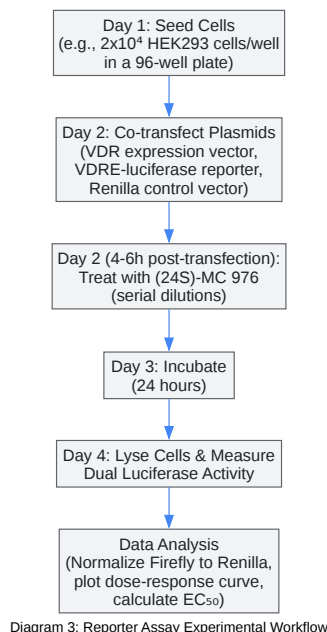 Day 1: Seed Cells
(e.g., 2x10⁴ HEK293 cells/well
in a 96-well plate)
Day 2: Co-transfect Plasmids
(VDR expression vector,
VDRE-luciferase reporter,
Renilla control vector)
Day 2 (4-6h post-transfection):
Treat with (24S)-MC 976
(serial dilutions)
Day 3: Incubate
(24 hours)
Day 4: Lyse Cells & Measure
Dual Luciferase Activity
Data Analysis
(Normalize Firefly to Renilla,
plot dose-response curve,
calculate EC₅₀)
Diagram 3: Reporter Assay Experimental Workflow